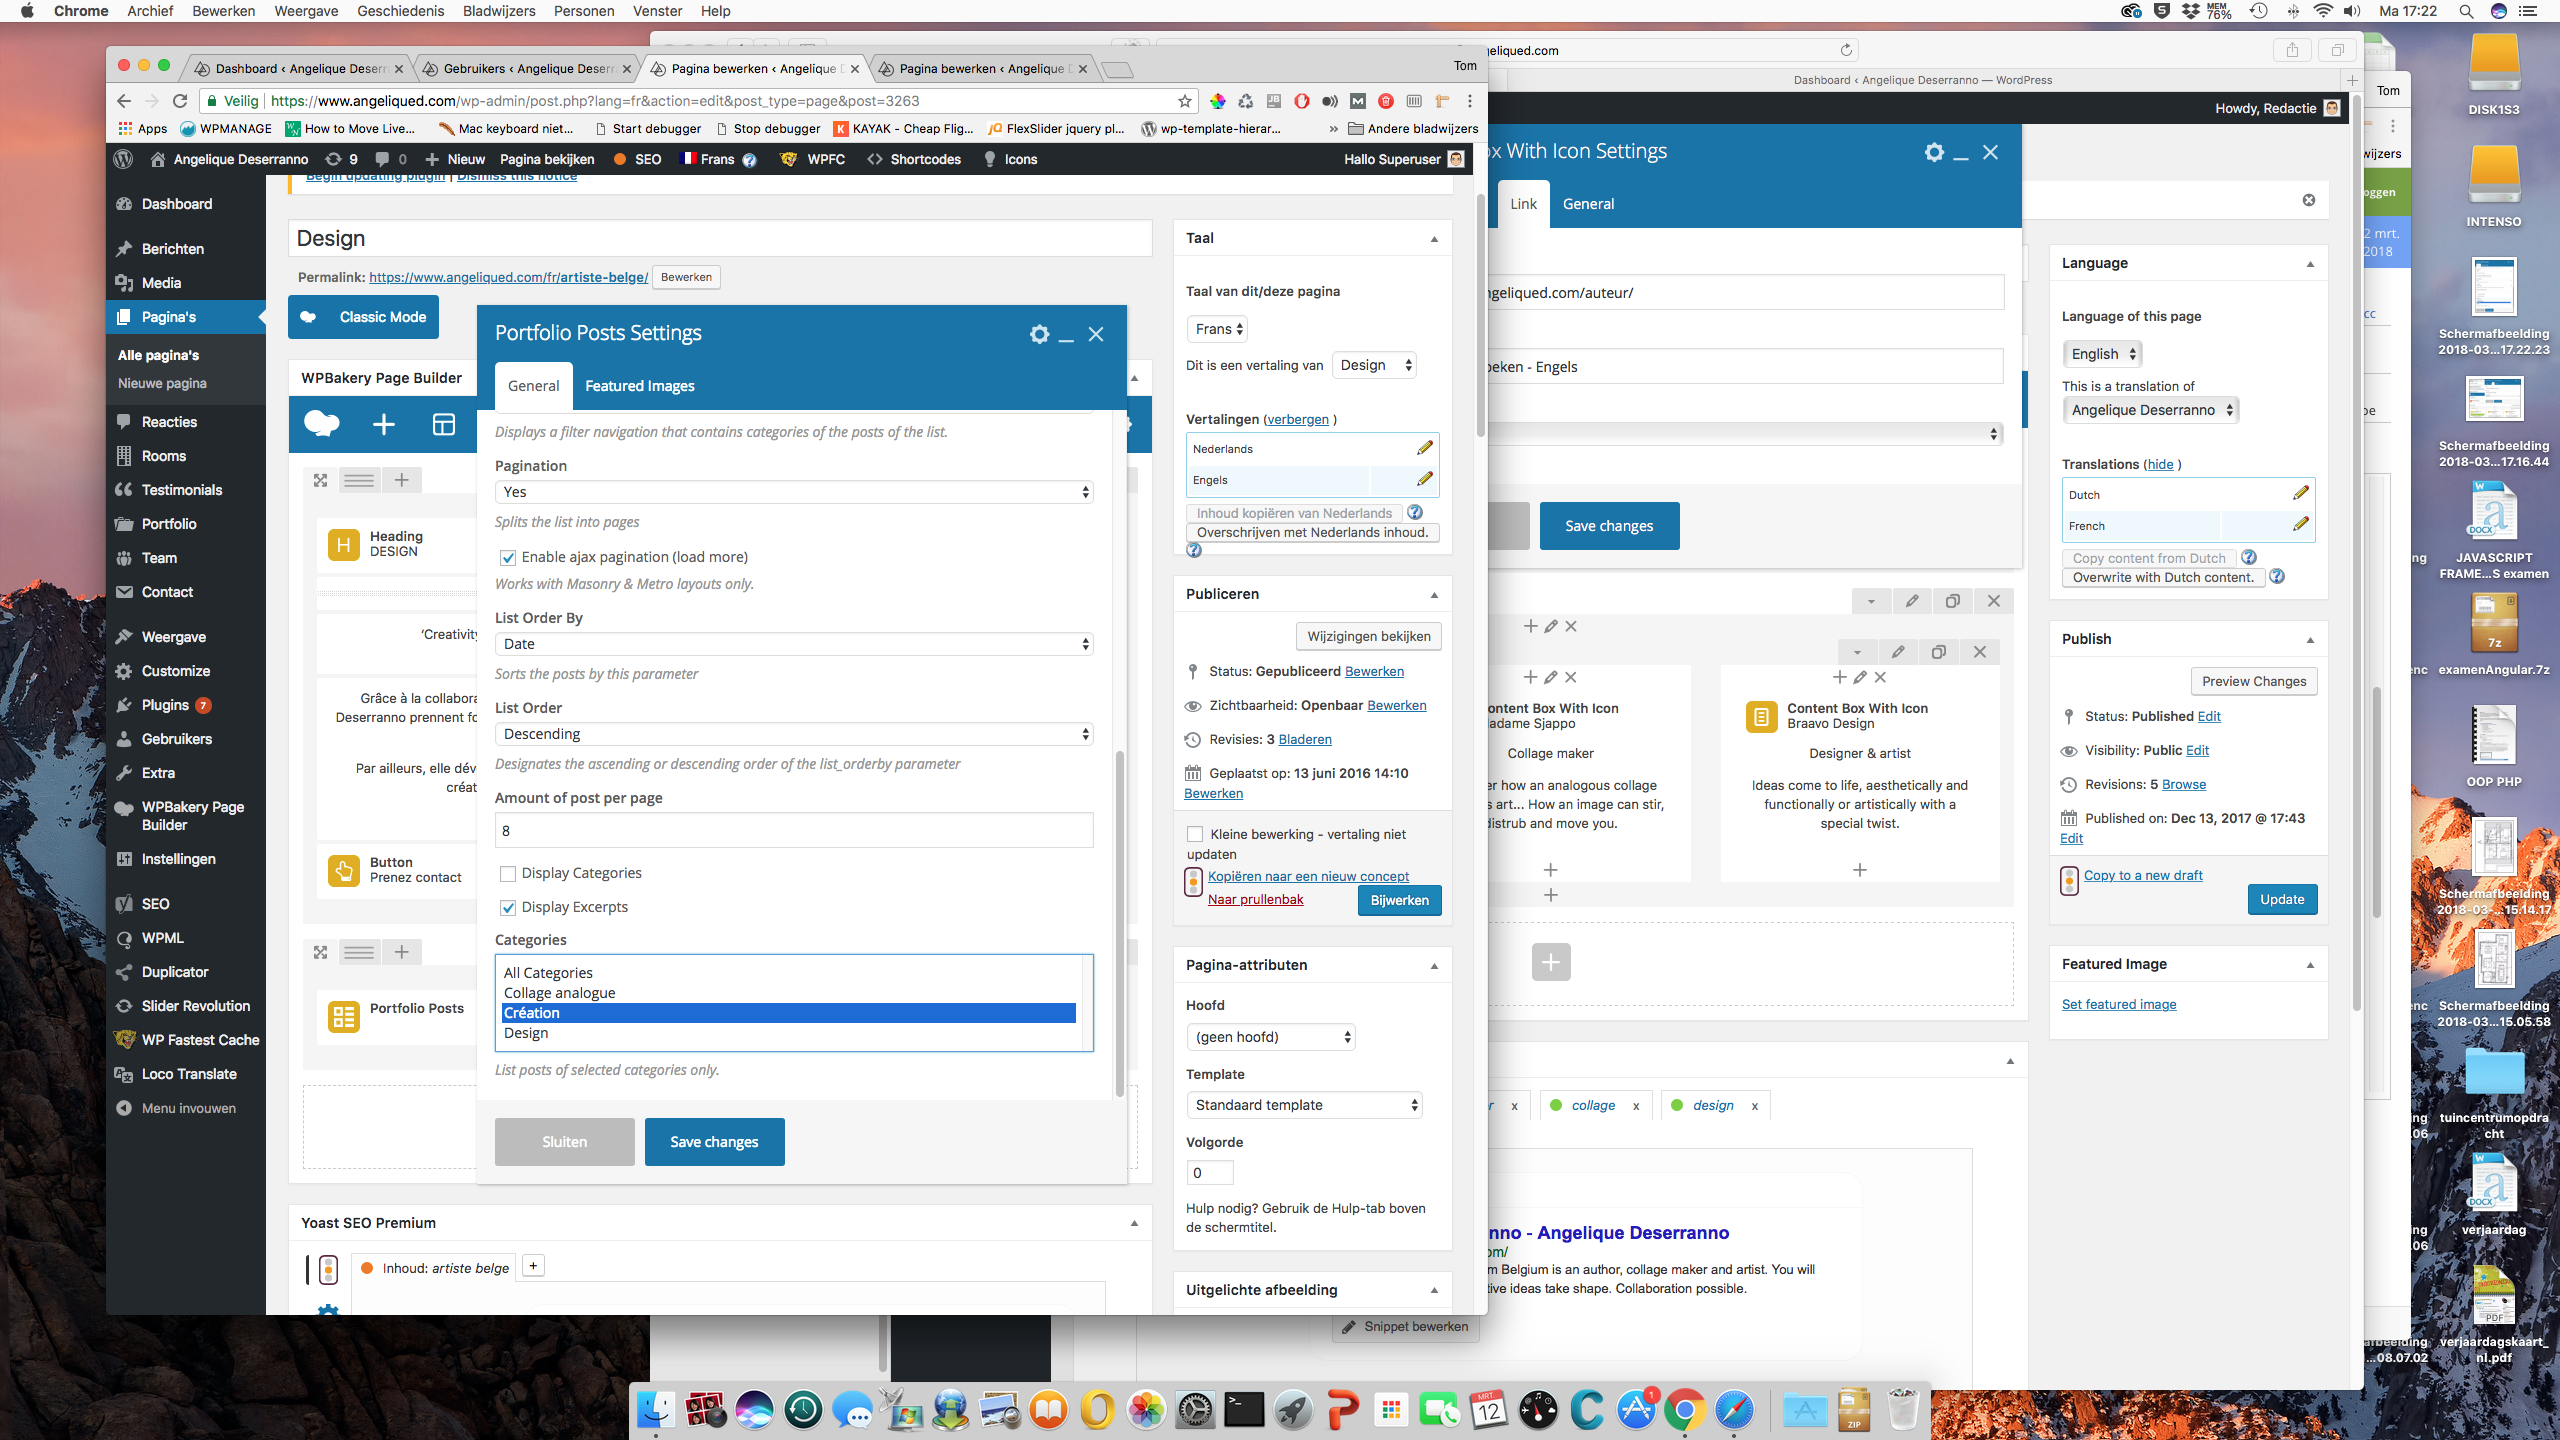 Chrome Archief Bewerken Weergave Geschiedenis Bladwijzers Personen Venster Help
MEM 76% Ma 17:22
Dashboard ‹ Angelique Deserr
Gebruikers ‹ Angelique Deser
Pagina bewerken ‹ Angelique D
Pagina bewerken ‹ Angelique D
Tom
Veilig https://www.angeliqued.com/wp-admin/post.php?lang=fr&action=edit&post_type=page&post=3263
Apps WPMANAGE How to Move Live... Mac keyboard niet... Start debugger Stop debugger KAYAK - Cheap Flig... FlexSlider jquery pl... wp-template-hierar... » Andere bladwijzers
Angelique Deserranno 9 0 Nieuw Pagina bekijken SEO Frans WPFC Shortcodes Icons Hallo Superuser
Begin updating plugin | Dismiss this notice
Dashboard
Berichten
Media
Pagina's
Alle pagina's
Nieuwe pagina
Reacties
Rooms
Testimonials
Portfolio
Team
Contact
Weergave
Customize
Plugins 7
Gebruikers
Extra
WPBakery Page Builder
Instellingen
SEO
WPML
Duplicator
Slider Revolution
WP Fastest Cache
Loco Translate
Menu invouwen
Design
Permalink: https://www.angeliqued.com/fr/artiste-belge/ Bewerken
Classic Mode
WPBakery Page Builder
Heading
DESIGN
‘Creativity
Grâce à la collabora
Deserranno prennent fo
Par ailleurs, elle dév
créat
Button
Prenez contact
Portfolio Posts
Portfolio Posts Settings
General Featured Images
Displays a filter navigation that contains categories of the posts of the list.
Pagination
Yes
Splits the list into pages
Enable ajax pagination (load more)
Works with Masonry & Metro layouts only.
List Order By
Date
Sorts the posts by this parameter
List Order
Descending
Designates the ascending or descending order of the list_orderby parameter
Amount of post per page
8
Display Categories
Display Excerpts
Categories
All Categories
Collage analogue
Création
Design
List posts of selected categories only.
Sluiten Save changes
Yoast SEO Premium
Inhoud: artiste belge +
Taal
Taal van dit/deze pagina
Frans
Dit is een vertaling van Design
Vertalingen (verbergen )
Nederlands
Engels
Inhoud kopiëren van Nederlands
Overschrijven met Nederlands inhoud.
Publiceren
Wijzigingen bekijken
Status: Gepubliceerd Bewerken
Zichtbaarheid: Openbaar Bewerken
Revisies: 3 Bladeren
Geplaatst op: 13 juni 2016 14:10
Bewerken
Kleine bewerking - vertaling niet
updaten
Kopiëren naar een nieuw concept
Naar prullenbak Bijwerken
Pagina-attributen
Hoofd
(geen hoofd)
Template
Standaard template
Volgorde
0
Hulp nodig? Gebruik de Hulp-tab boven
de schermtitel.
Uitgelichte afbeelding
Snippet bewerken
geliqued.com
Dashboard ‹ Angelique Deserranno — WordPress
Howdy, Redactie
ox With Icon Settings
Link General
ngeliqued.com/auteur/
oeken - Engels
Save changes
ontent Box With Icon
adame Sjappo
Collage maker
er how an analogous collage
s art... How an image can stir,
distrub and move you.
Content Box With Icon
Braavo Design
Designer & artist
Ideas come to life, aesthetically and
functionally or artistically with a
special twist.
r x collage x design x
nno - Angelique Deserranno
om/
m Belgium is an author, collage maker and artist. You will
tive ideas take shape. Collaboration possible.
Language
Language of this page
English
This is a translation of
Angelique Deserranno
Translations (hide )
Dutch
French
Copy content from Dutch
Overwrite with Dutch content.
Publish
Preview Changes
Status: Published Edit
Visibility: Public Edit
Revisions: 5 Browse
Published on: Dec 13, 2017 @ 17:43
Edit
Copy to a new draft
Update
Featured Image
Set featured image
Tom
wijzers
oggen
2 mrt.
2018
DISK1S3
INTENSO
Schermafbeelding
2018-03...17.22.23
Schermafbeelding
2018-03...17.16.44
DOCX
JAVASCRIPT
FRAME...S examen
7z
examenAngular.7z
OOP PHP
Schermafbeelding
2018-03-...15.14.17
Schermafbeelding
2018-03...15.05.58
tuincentrumopdra
cht
DOCX
verjaardag
PDF
verjaardagskaart_
nl.pdf
...08.07.02
MRT.
12
1
ZIP